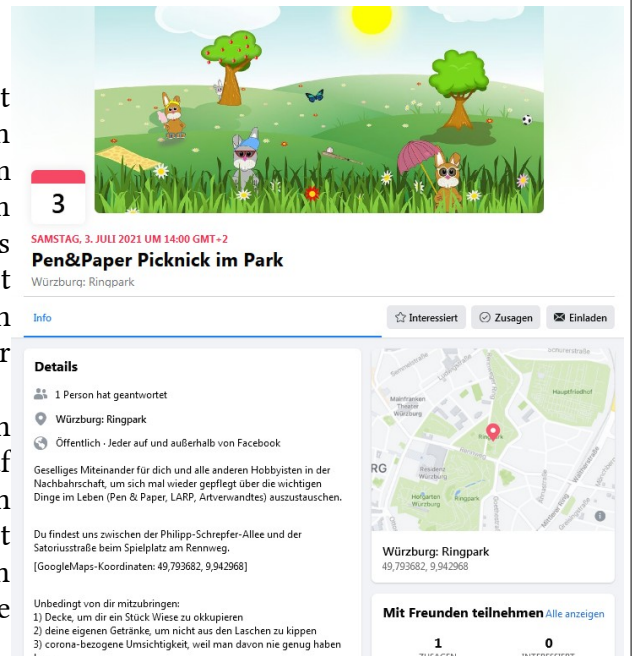 3
SAMSTAG, 3. JULI 2021 UM 14:00 GMT+2
Pen&Paper Picknick im Park
Würzburg: Ringpark
Info
Interessiert
Zusagen
Einladen
Details
1 Person hat geantwortet
Würzburg: Ringpark
Öffentlich · Jeder auf und außerhalb von Facebook
Geselliges Miteinander für dich und alle anderen Hobbyisten in der
Nachbahrschaft, um sich mal wieder gepflegt über die wichtigen
Dinge im Leben (Pen & Paper, LARP, Artverwandtes) auszustauschen.
Du findest uns zwischen der Philipp-Schrepfer-Allee und der
Satoriusstraße beim Spielplatz am Rennweg.
[GoogleMaps-Koordinaten: 49,793682, 9,942968]
Unbedingt von dir mitzubringen:
1) Decke, um dir ein Stück Wiese zu okkupieren
2) deine eigenen Getränke, um nicht aus den Laschen zu kippen
3) corona-bezogene Umsichtigkeit, weil man davon nie genug haben
Hauptfriedhof
Mainfranken
Theater
Würzburg
Ringpark
RG
Residenz
Würzburg
Hofgarten
Würzburg
Ringpark
Würzburg: Ringpark
49,793682, 9,942968
Mit Freunden teilnehmen
Alle anzeigen
1
0
ZUSAGEN
INTERESSIERT